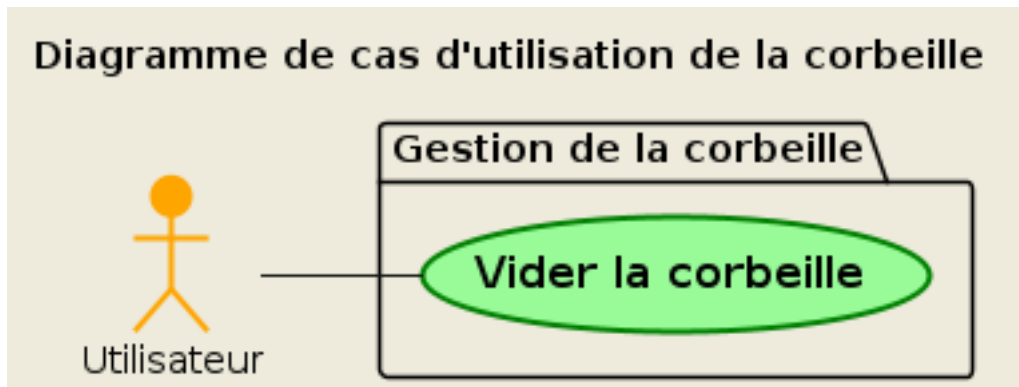 Diagramme de cas d'utilisation de la corbeille
Gestion de la corbeille
Vider la corbeille
Utilisateur